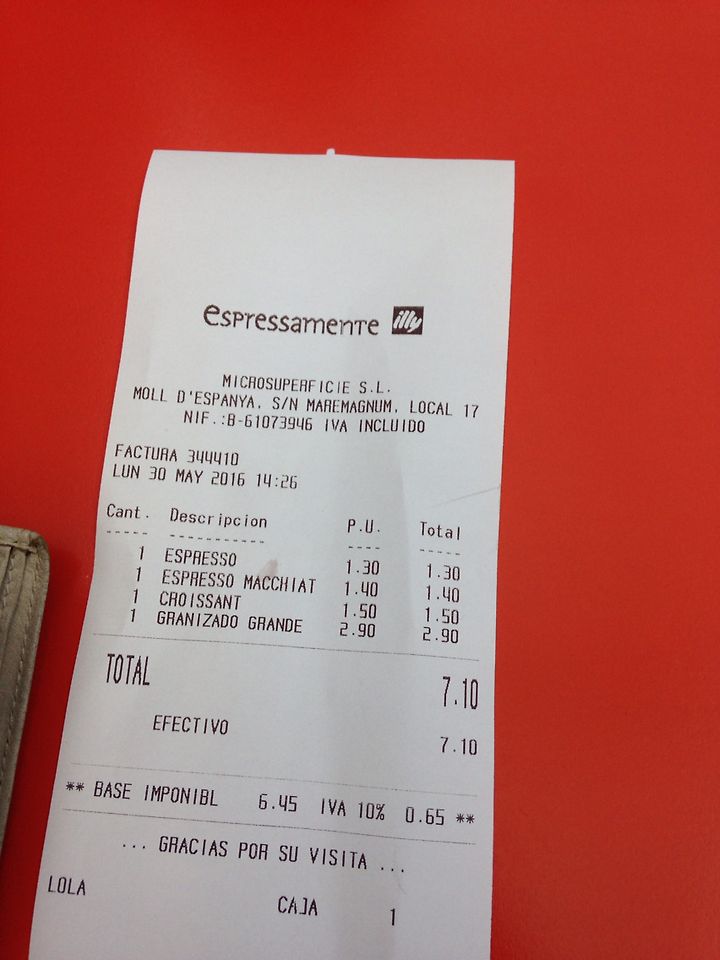 espressamente illy
MICROSUPERFICIE S.L.
MOLL D'ESPANYA, S/N MAREMAGNUM, LOCAL 17
NIF.:B-61073946 IVA INCLUIDO
FACTURA 344410
LUN 30 MAY 2016 14:26
Cant. Descripcion P.U. Total
----- ----------- ---- -----
1 ESPRESSO 1.30 1.30
1 ESPRESSO MACCHIAT 1.40 1.40
1 CROISSANT 1.50 1.50
1 GRANIZADO GRANDE 2.90 2.90
TOTAL 7.10
EFECTIVO 7.10
** BASE IMPONIBL 6.45 IVA 10% 0.65 **
... GRACIAS POR SU VISITA ...
LOLA CAJA 1